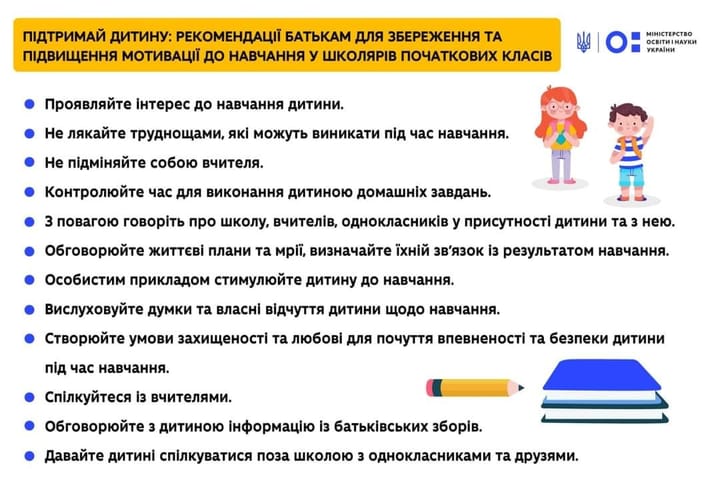 ПІДТРИМАЙ ДИТИНУ: РЕКОМЕНДАЦІЇ БАТЬКАМ ДЛЯ ЗБЕРЕЖЕННЯ ТА
ПІДВИЩЕННЯ МОТИВАЦІЇ ДО НАВЧАННЯ У ШКОЛЯРІВ ПОЧАТКОВИХ КЛАСІВ
МІНІСТЕРСТВО
ОСВІТИ І НАУКИ
УКРАЇНИ
Проявляйте інтерес до навчання дитини.
Не лякайте труднощами, які можуть виникати під час навчання.
Не підміняйте собою вчителя.
Контролюйте час для виконання дитиною домашніх завдань.
З повагою говоріть про школу, вчителів, однокласників у присутності дитини та з нею.
Обговорюйте життєві плани та мрії, визначайте їхній зв’язок із результатом навчання.
Особистим прикладом стимулюйте дитину до навчання.
Вислуховуйте думки та власні відчуття дитини щодо навчання.
Створюйте умови захищеності та любові для почуття впевненості та безпеки дитини
під час навчання.
Спілкуйтеся із вчителями.
Обговорюйте з дитиною інформацію із батьківських зборів.
Давайте дитині спілкуватися поза школою з однокласниками та друзями.